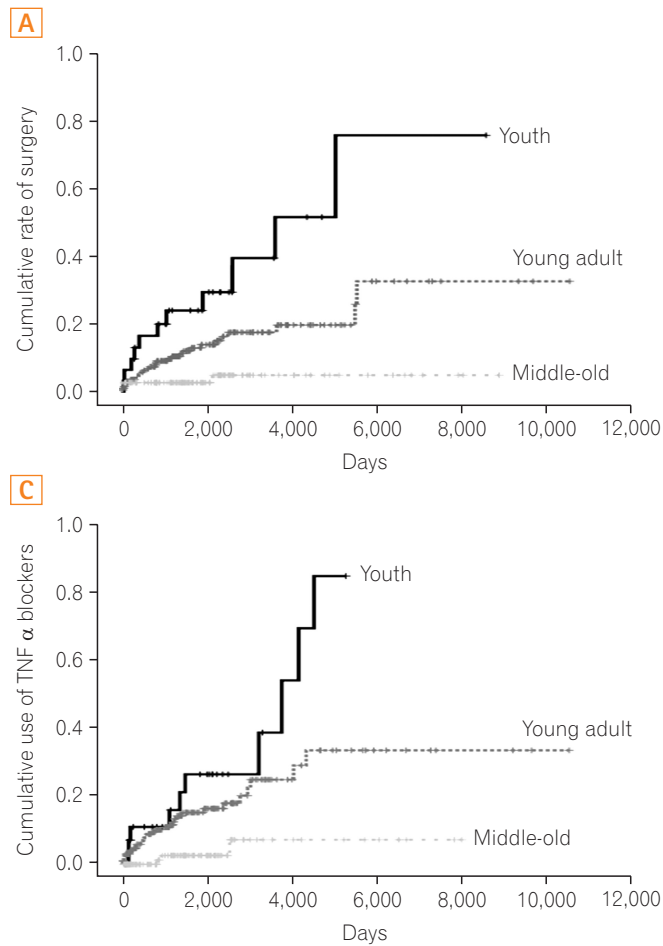 A
1.0
0.8
0.6
0.4
0.2
0.0
Cumulative rate of surgery
Youth
Young adult
Middle-old
0 2,000 4,000 6,000 8,000 10,000 12,000
Days
C
1.0
0.8
0.6
0.4
0.2
0.0
Cumulative use of TNF α blockers
Youth
Young adult
Middle-old
0 2,000 4,000 6,000 8,000 10,000 12,000
Days